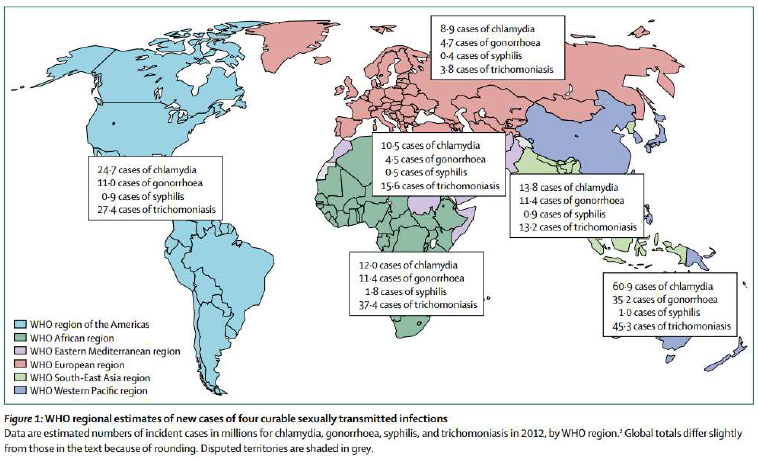 8·9 cases of chlamydia
4·7 cases of gonorrhoea
0·4 cases of syphilis
3·8 cases of trichomoniasis
10·5 cases of chlamydia
4·5 cases of gonorrhoea
0·5 cases of syphilis
15·6 cases of trichomoniasis
24·7 cases of chlamydia
11·0 cases of gonorrhoea
0·9 cases of syphilis
27·4 cases of trichomoniasis
13·8 cases of chlamydia
11·4 cases of gonorrhoea
0·9 cases of syphilis
13·2 cases of trichomoniasis
12·0 cases of chlamydia
11·4 cases of gonorrhoea
1·8 cases of syphilis
37·4 cases of trichomoniasis
60·9 cases of chlamydia
35·2 cases of gonorrhoea
1·0 cases of syphilis
45·3 cases of trichomoniasis
WHO region of the Americas
WHO African region
WHO Eastern Mediterranean region
WHO European region
WHO South-East Asia region
WHO Western Pacific region
Figure 1: WHO regional estimates of new cases of four curable sexually transmitted infections
Data are estimated numbers of incident cases in millions for chlamydia, gonorrhoea, syphilis, and trichomoniasis in 2012, by WHO region.² Global totals differ slightly
from those in the text because of rounding. Disputed territories are shaded in grey.